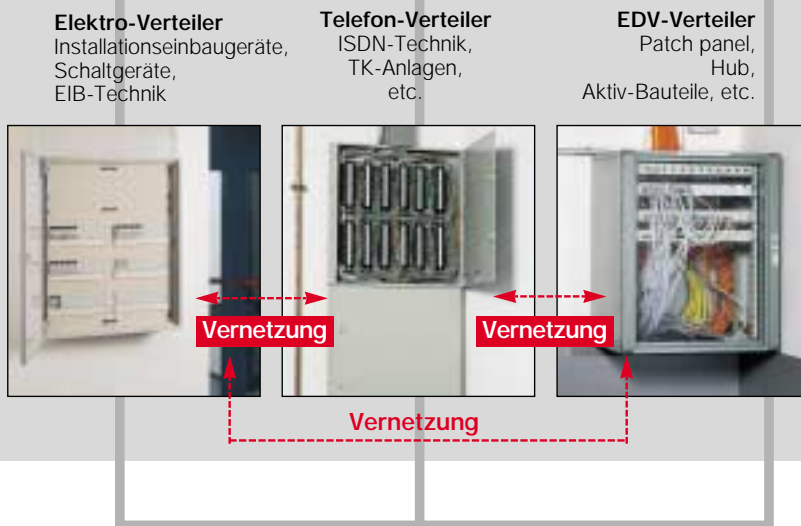 Elektro-Verteiler
Installationseinbaugeräte,
Schaltgeräte,
EIB-Technik
Telefon-Verteiler
ISDN-Technik,
TK-Anlagen,
etc.
EDV-Verteiler
Patch panel,
Hub,
Aktiv-Bauteile, etc.
Vernetzung
Vernetzung
Vernetzung